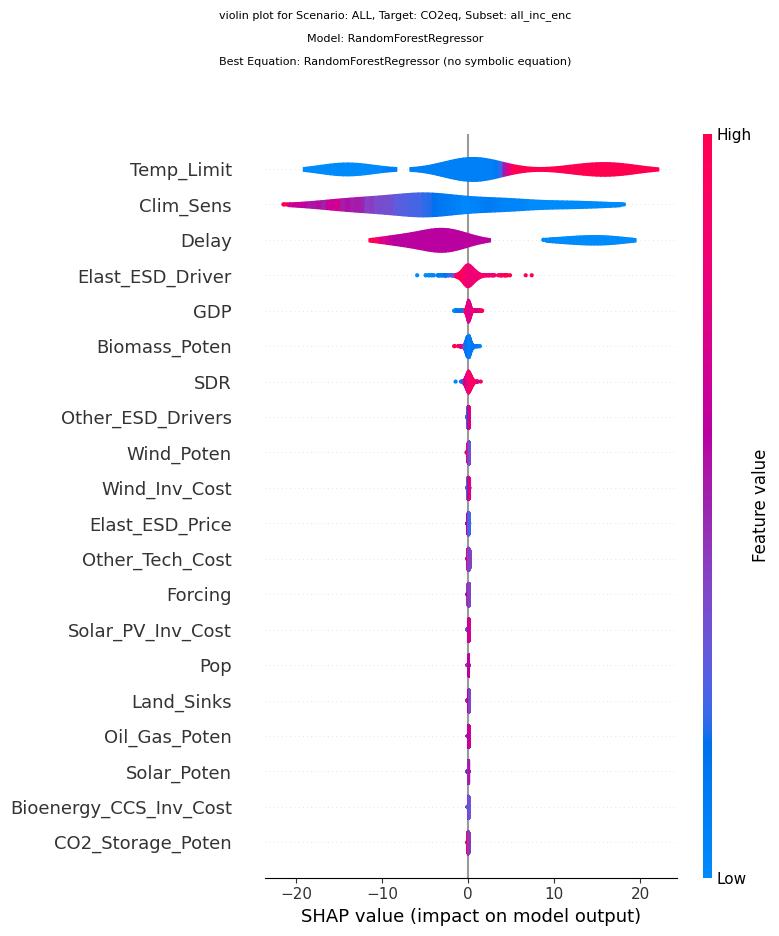 violin plot for Scenario: ALL, Target: CO2eq, Subset: all_inc_enc
Model: RandomForestRegressor
Best Equation: RandomForestRegressor (no symbolic equation)
High
Temp_Limit
Clim_Sens
Delay
Elast_ESD_Driver
GDP
Biomass_Poten
SDR
Other_ESD_Drivers
Wind_Poten
Wind_Inv_Cost
Elast_ESD_Price
Other_Tech_Cost
Forcing
Solar_PV_Inv_Cost
Pop
Land_Sinks
Oil_Gas_Poten
Solar_Poten
Bioenergy_CCS_Inv_Cost
CO2_Storage_Poten
Feature value
Low
−20 −10 0 10 20
SHAP value (impact on model output)